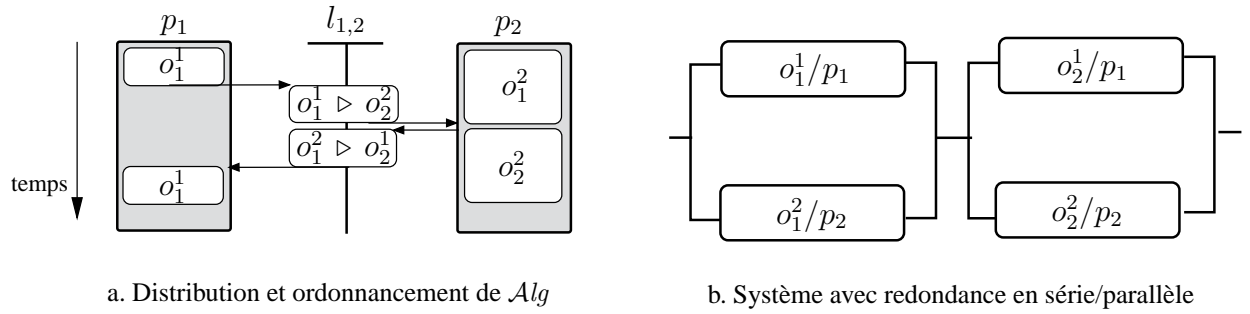 p₁ l₁,₂ p₂
o₁¹
o₁²
o₁¹ ▷ o₂²
o₁² ▷ o₂¹
o₂²
o₁¹
temps
a. Distribution et ordonnancement de 𝒜lg
o₁¹/p₁
o₂¹/p₁
o₁²/p₂
o₂²/p₂
b. Système avec redondance en série/parallèle